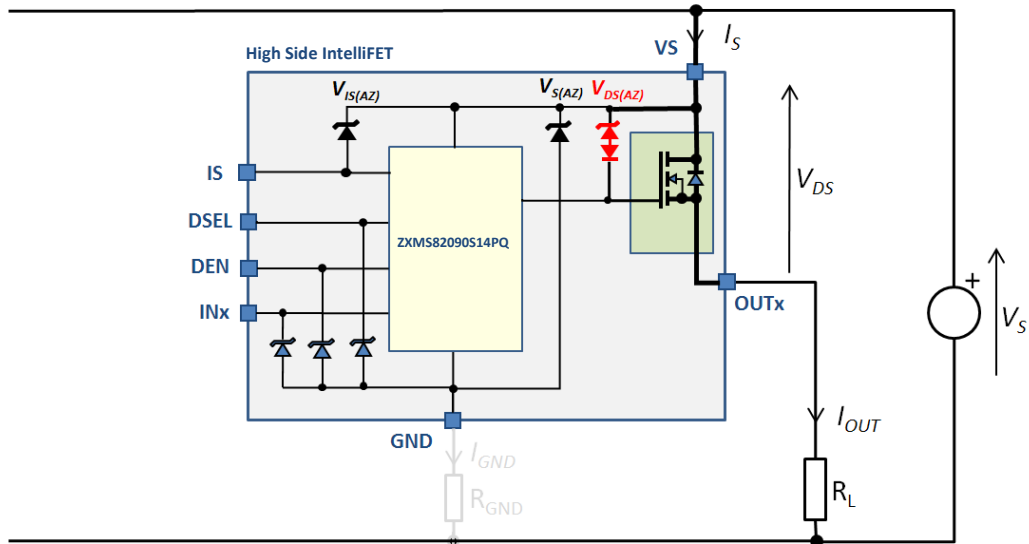 High Side IntelliFET
VS
I_S
V_IS(AZ)
V_S(AZ)
V_DS(AZ)
IS
DSEL
DEN
INx
ZXMS82090S14PQ
V_DS
OUTx
+
V_S
GND
I_GND
R_GND
I_OUT
R_L